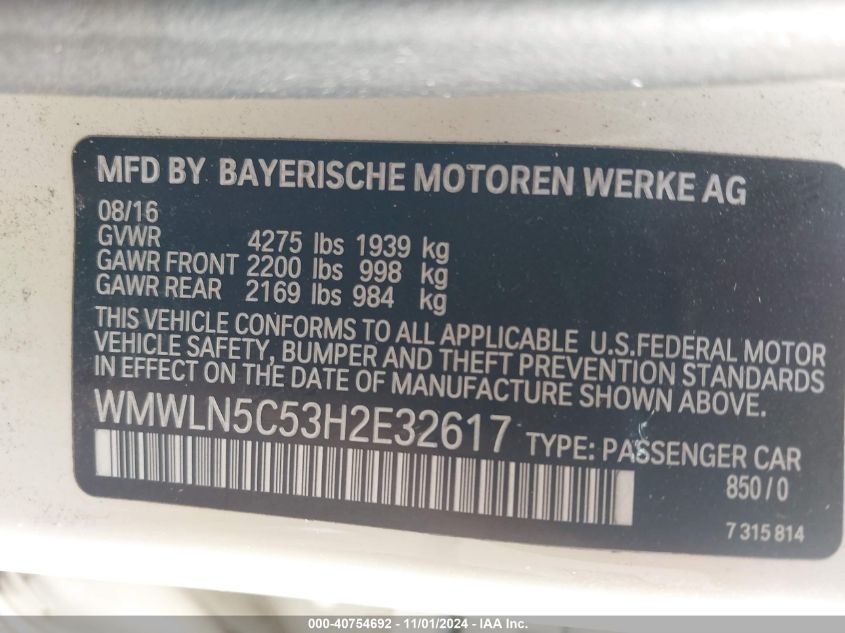 MFD BY BAYERISCHE MOTOREN WERKE AG
08/16
GVWR 4275 lbs 1939 kg
GAWR FRONT 2200 lbs 998 kg
GAWR REAR 2169 lbs 984 kg
THIS VEHICLE CONFORMS TO ALL APPLICABLE U.S.FEDERAL MOTOR
VEHICLE SAFETY, BUMPER AND THEFT PREVENTION STANDARDS
IN EFFECT ON THE DATE OF MANUFACTURE SHOWN ABOVE.
WMWLN5C53H2E32617 TYPE: PASSENGER CAR
850 / 0
7 315 814
000-40754692 - 11/01/2024 - IAA Inc.